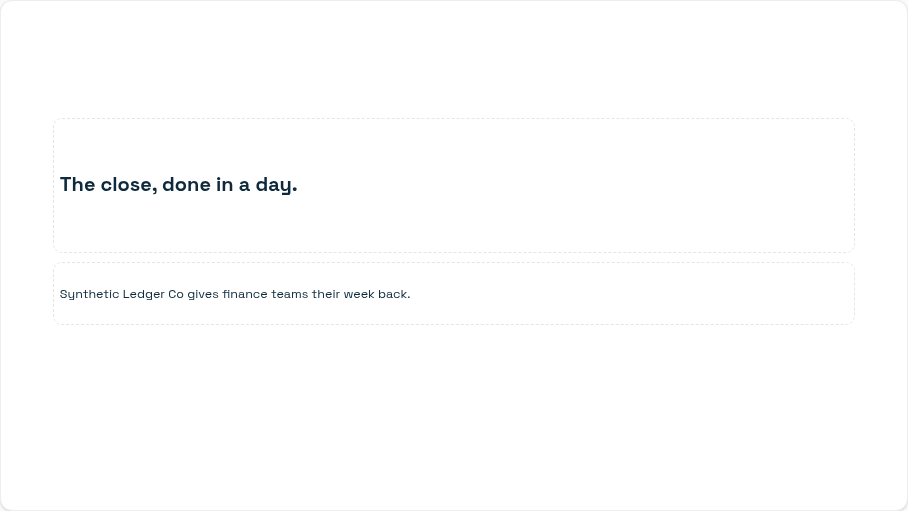 The close, done in a day.
Synthetic Ledger Co gives finance teams their week back.